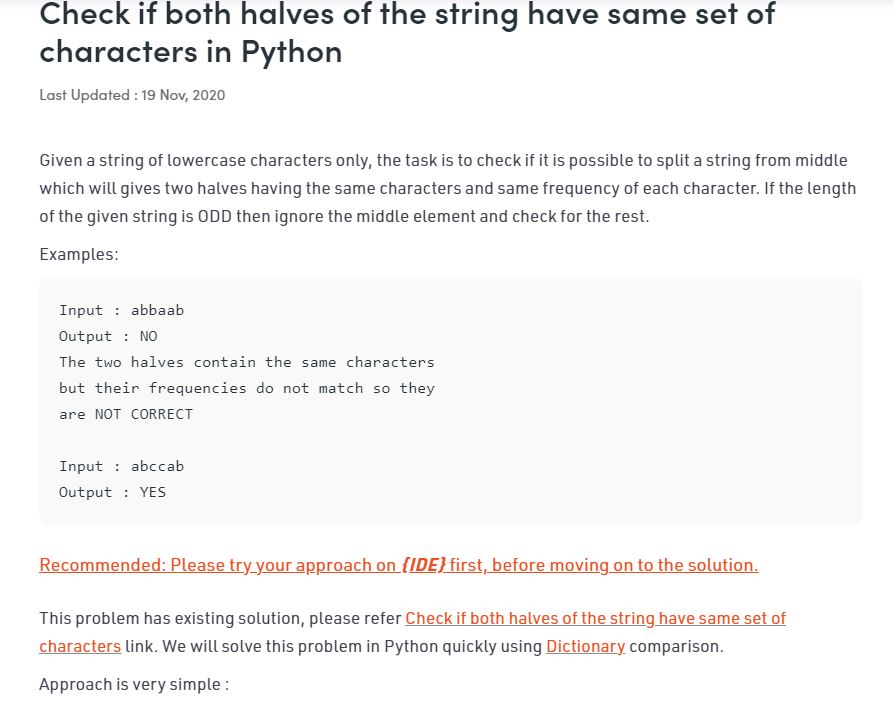 Check if both halves of the string have same set of
characters in Python
Last Updated : 19 Nov, 2020
Given a string of lowercase characters only, the task is to check if it is possible to split a string from middle
which will gives two halves having the same characters and same frequency of each character. If the length
of the given string is ODD then ignore the middle element and check for the rest.
Examples:
Input : abbaab
Output : NO
The two halves contain the same characters
but their frequencies do not match so they
are NOT CORRECT
Input : abccab
Output : YES
Recommended: Please try your approach on {IDE} first, before moving on to the solution.
This problem has existing solution, please refer Check if both halves of the string have same set of
characters link. We will solve this problem in Python quickly using Dictionary comparison.
Approach is very simple :